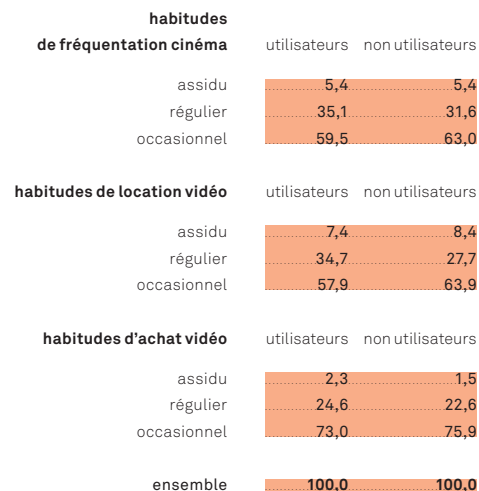 habitudes
de fréquentation cinéma utilisateurs non utilisateurs
assidu 5,4 5,4
régulier 35,1 31,6
occasionnel 59,5 63,0
habitudes de location vidéo utilisateurs non utilisateurs
assidu 7,4 8,4
régulier 34,7 27,7
occasionnel 57,9 63,9
habitudes d'achat vidéo utilisateurs non utilisateurs
assidu 2,3 1,5
régulier 24,6 22,6
occasionnel 73,0 75,9
ensemble 100,0 100,0